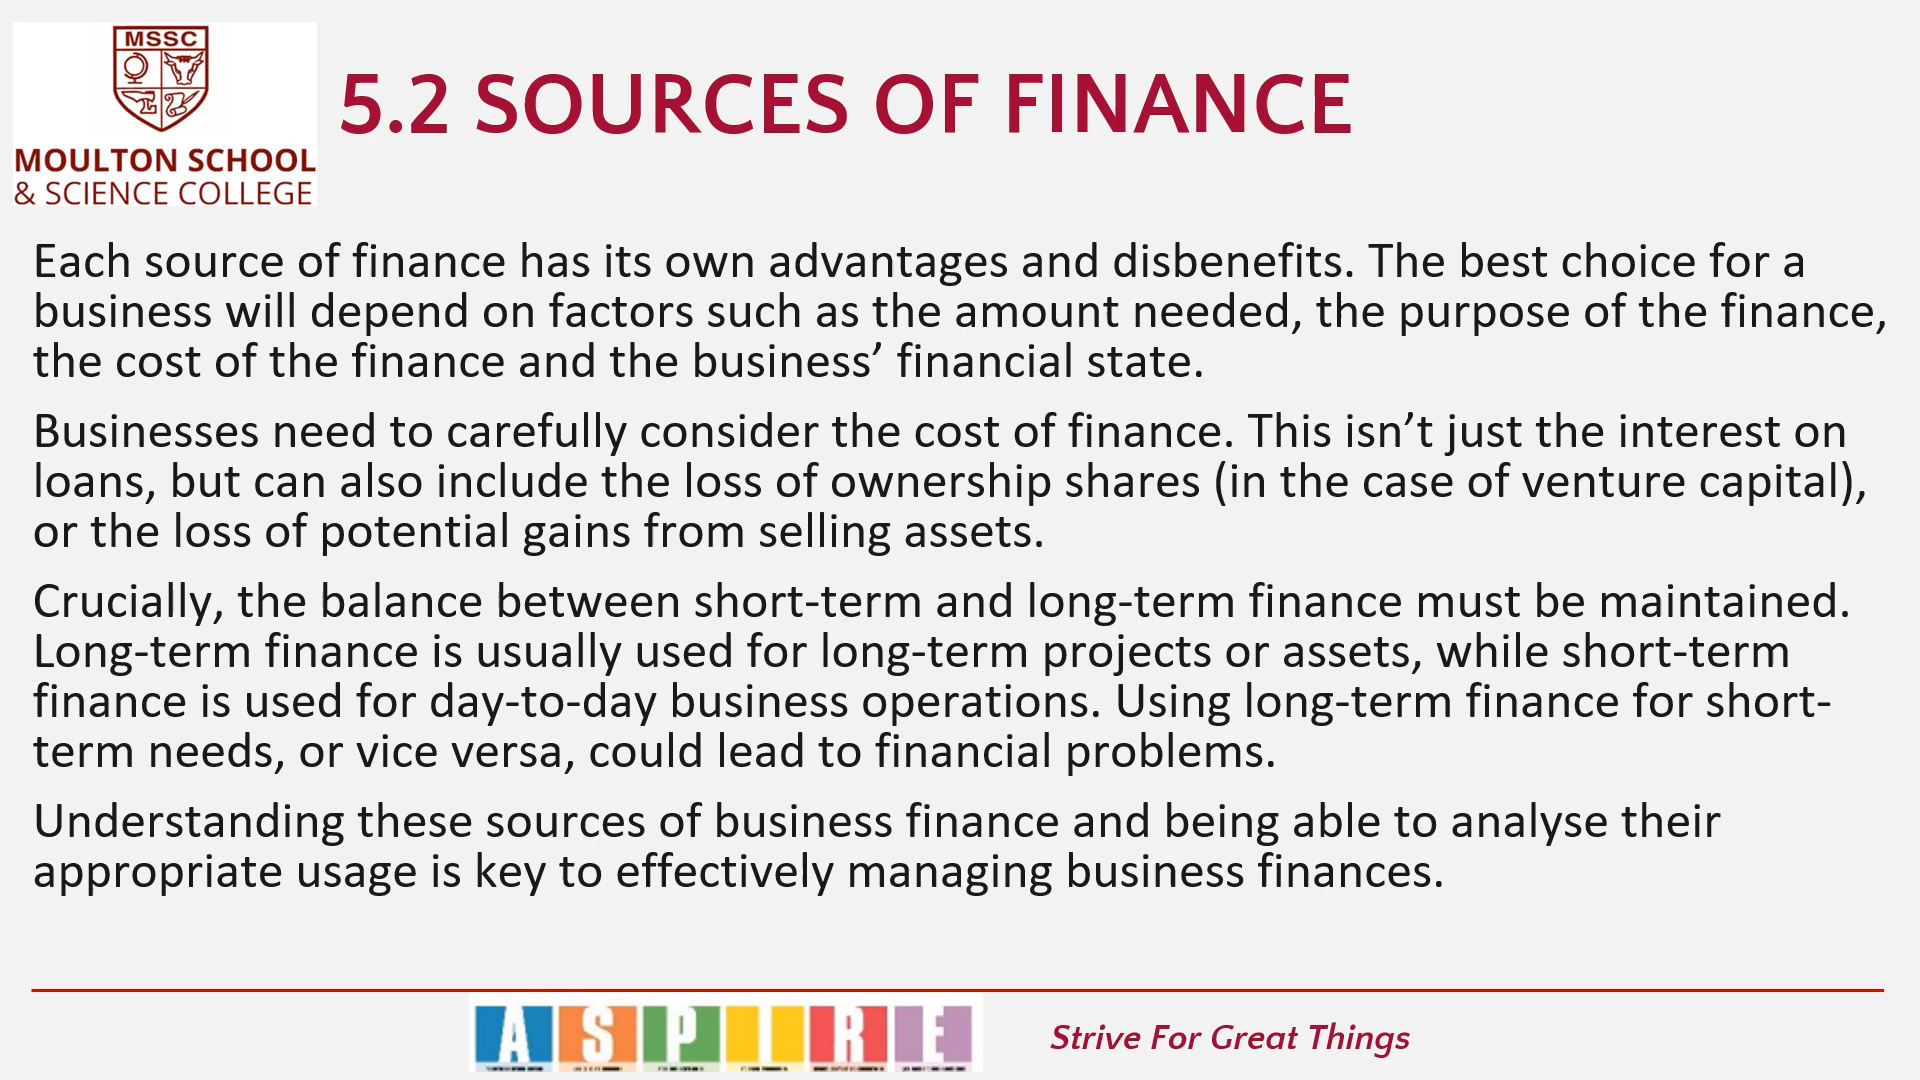 MSSC
MOULTON SCHOOL
& SCIENCE COLLEGE
5.2 SOURCES OF FINANCE
Each source of finance has its own advantages and disbenefits. The best choice for a
business will depend on factors such as the amount needed, the purpose of the finance,
the cost of the finance and the business’ financial state.
Businesses need to carefully consider the cost of finance. This isn’t just the interest on
loans, but can also include the loss of ownership shares (in the case of venture capital),
or the loss of potential gains from selling assets.
Crucially, the balance between short-term and long-term finance must be maintained.
Long-term finance is usually used for long-term projects or assets, while short-term
finance is used for day-to-day business operations. Using long-term finance for short-
term needs, or vice versa, could lead to financial problems.
Understanding these sources of business finance and being able to analyse their
appropriate usage is key to effectively managing business finances.
ASPIRE
Strive For Great Things